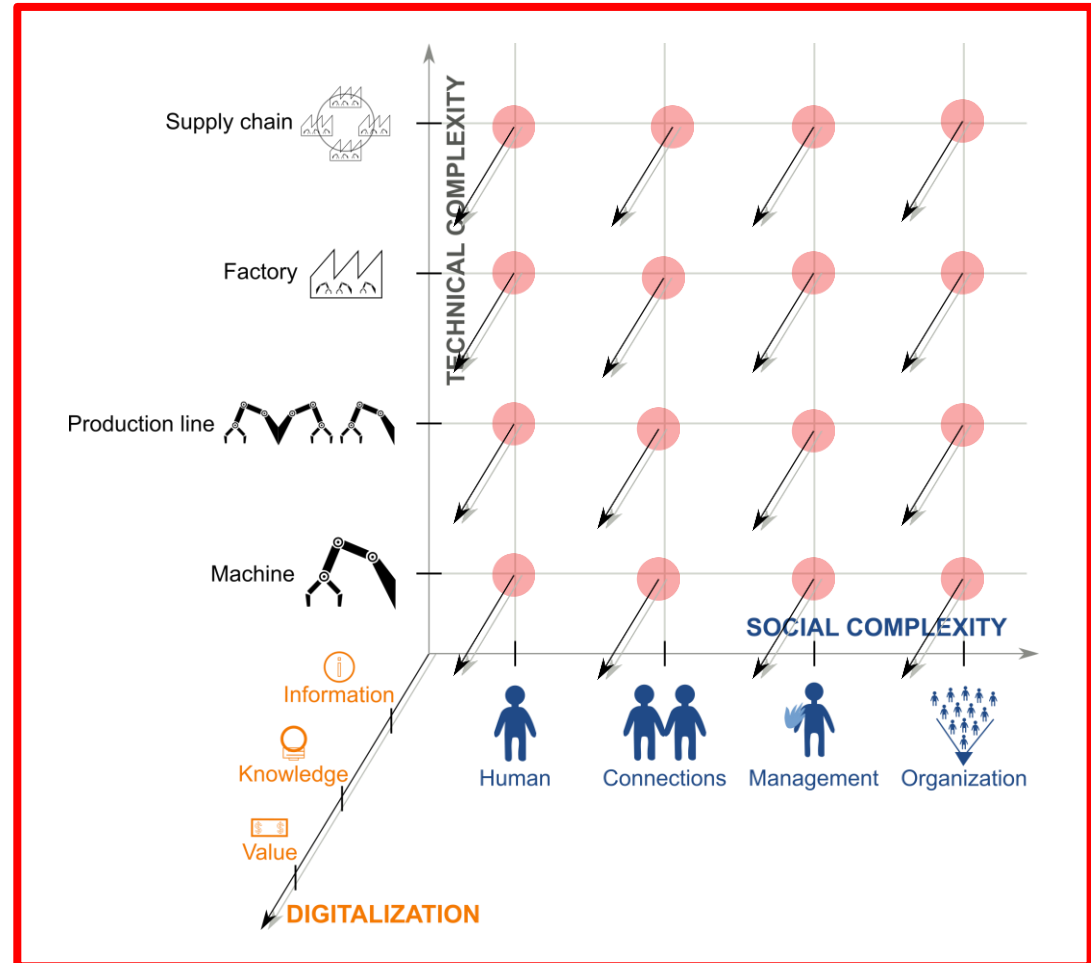 Supply chain
TECHNICAL COMPLEXITY
Factory
Production line
Machine
SOCIAL COMPLEXITY
i
Information
Knowledge
Value
Human
Connections
Management
Organization
DIGITALIZATION